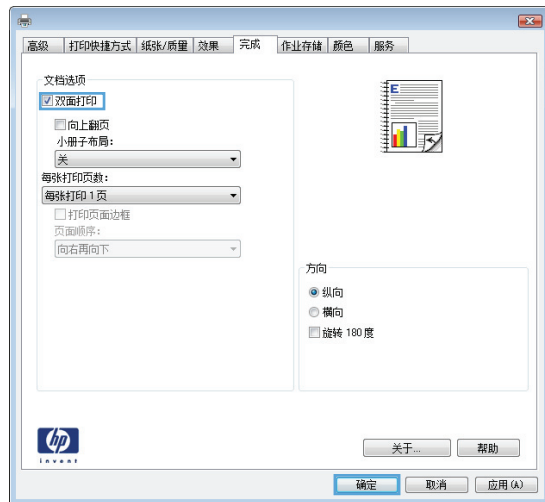 高级 打印快捷方式 纸张/质量 效果 完成 作业存储 颜色 服务
文档选项
双面打印
向上翻页
小册子布局:
关
每张打印页数:
每张打印 1 页
打印页面边框
页面顺序:
向右再向下
E
方向
纵向
横向
旋转 180 度
hp
invent
关于... 帮助
确定 取消 应用(A)